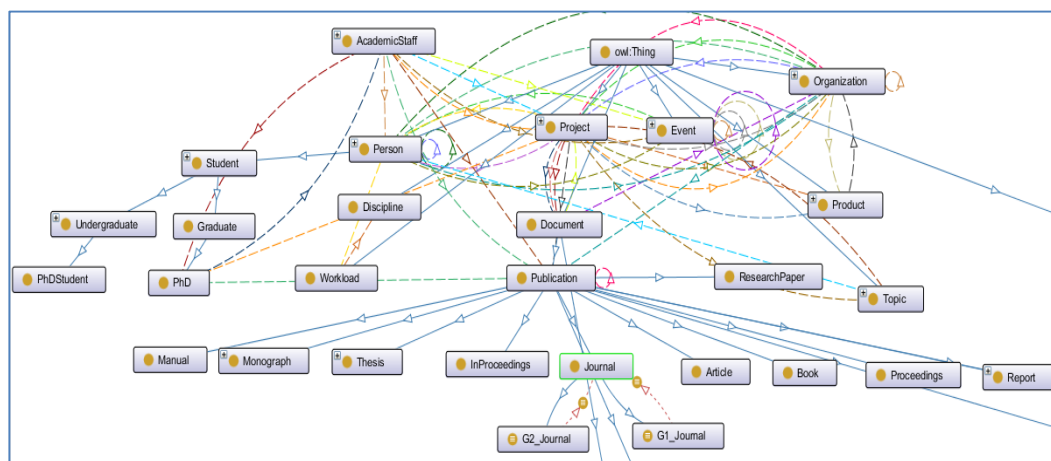 AcademicStaff
owl:Thing
Organization
Project
Event
Person
Student
Product
Discipline
Undergraduate
Graduate
Document
PhDStudent
PhD
Workload
Publication
ResearchPaper
Topic
Manual
Monograph
Thesis
InProceedings
Journal
Article
Book
Proceedings
Report
G2_Journal
G1_Journal